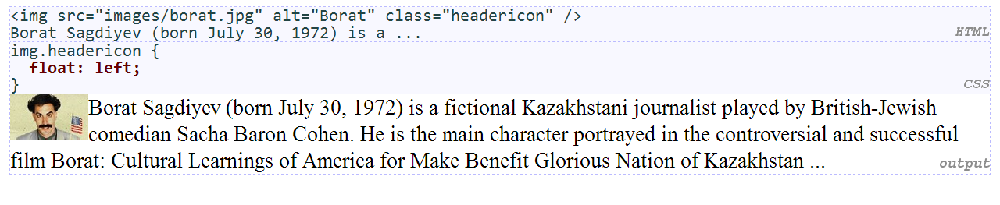 <img src="images/borat.jpg" alt="Borat" class="headericon" />
Borat Sagdiyev (born July 30, 1972) is a ...
HTML
img.headericon {
  float: left;
}
CSS
Borat Sagdiyev (born July 30, 1972) is a fictional Kazakhstani journalist played by British-Jewish
comedian Sacha Baron Cohen. He is the main character portrayed in the controversial and successful
film Borat: Cultural Learnings of America for Make Benefit Glorious Nation of Kazakhstan ...
output